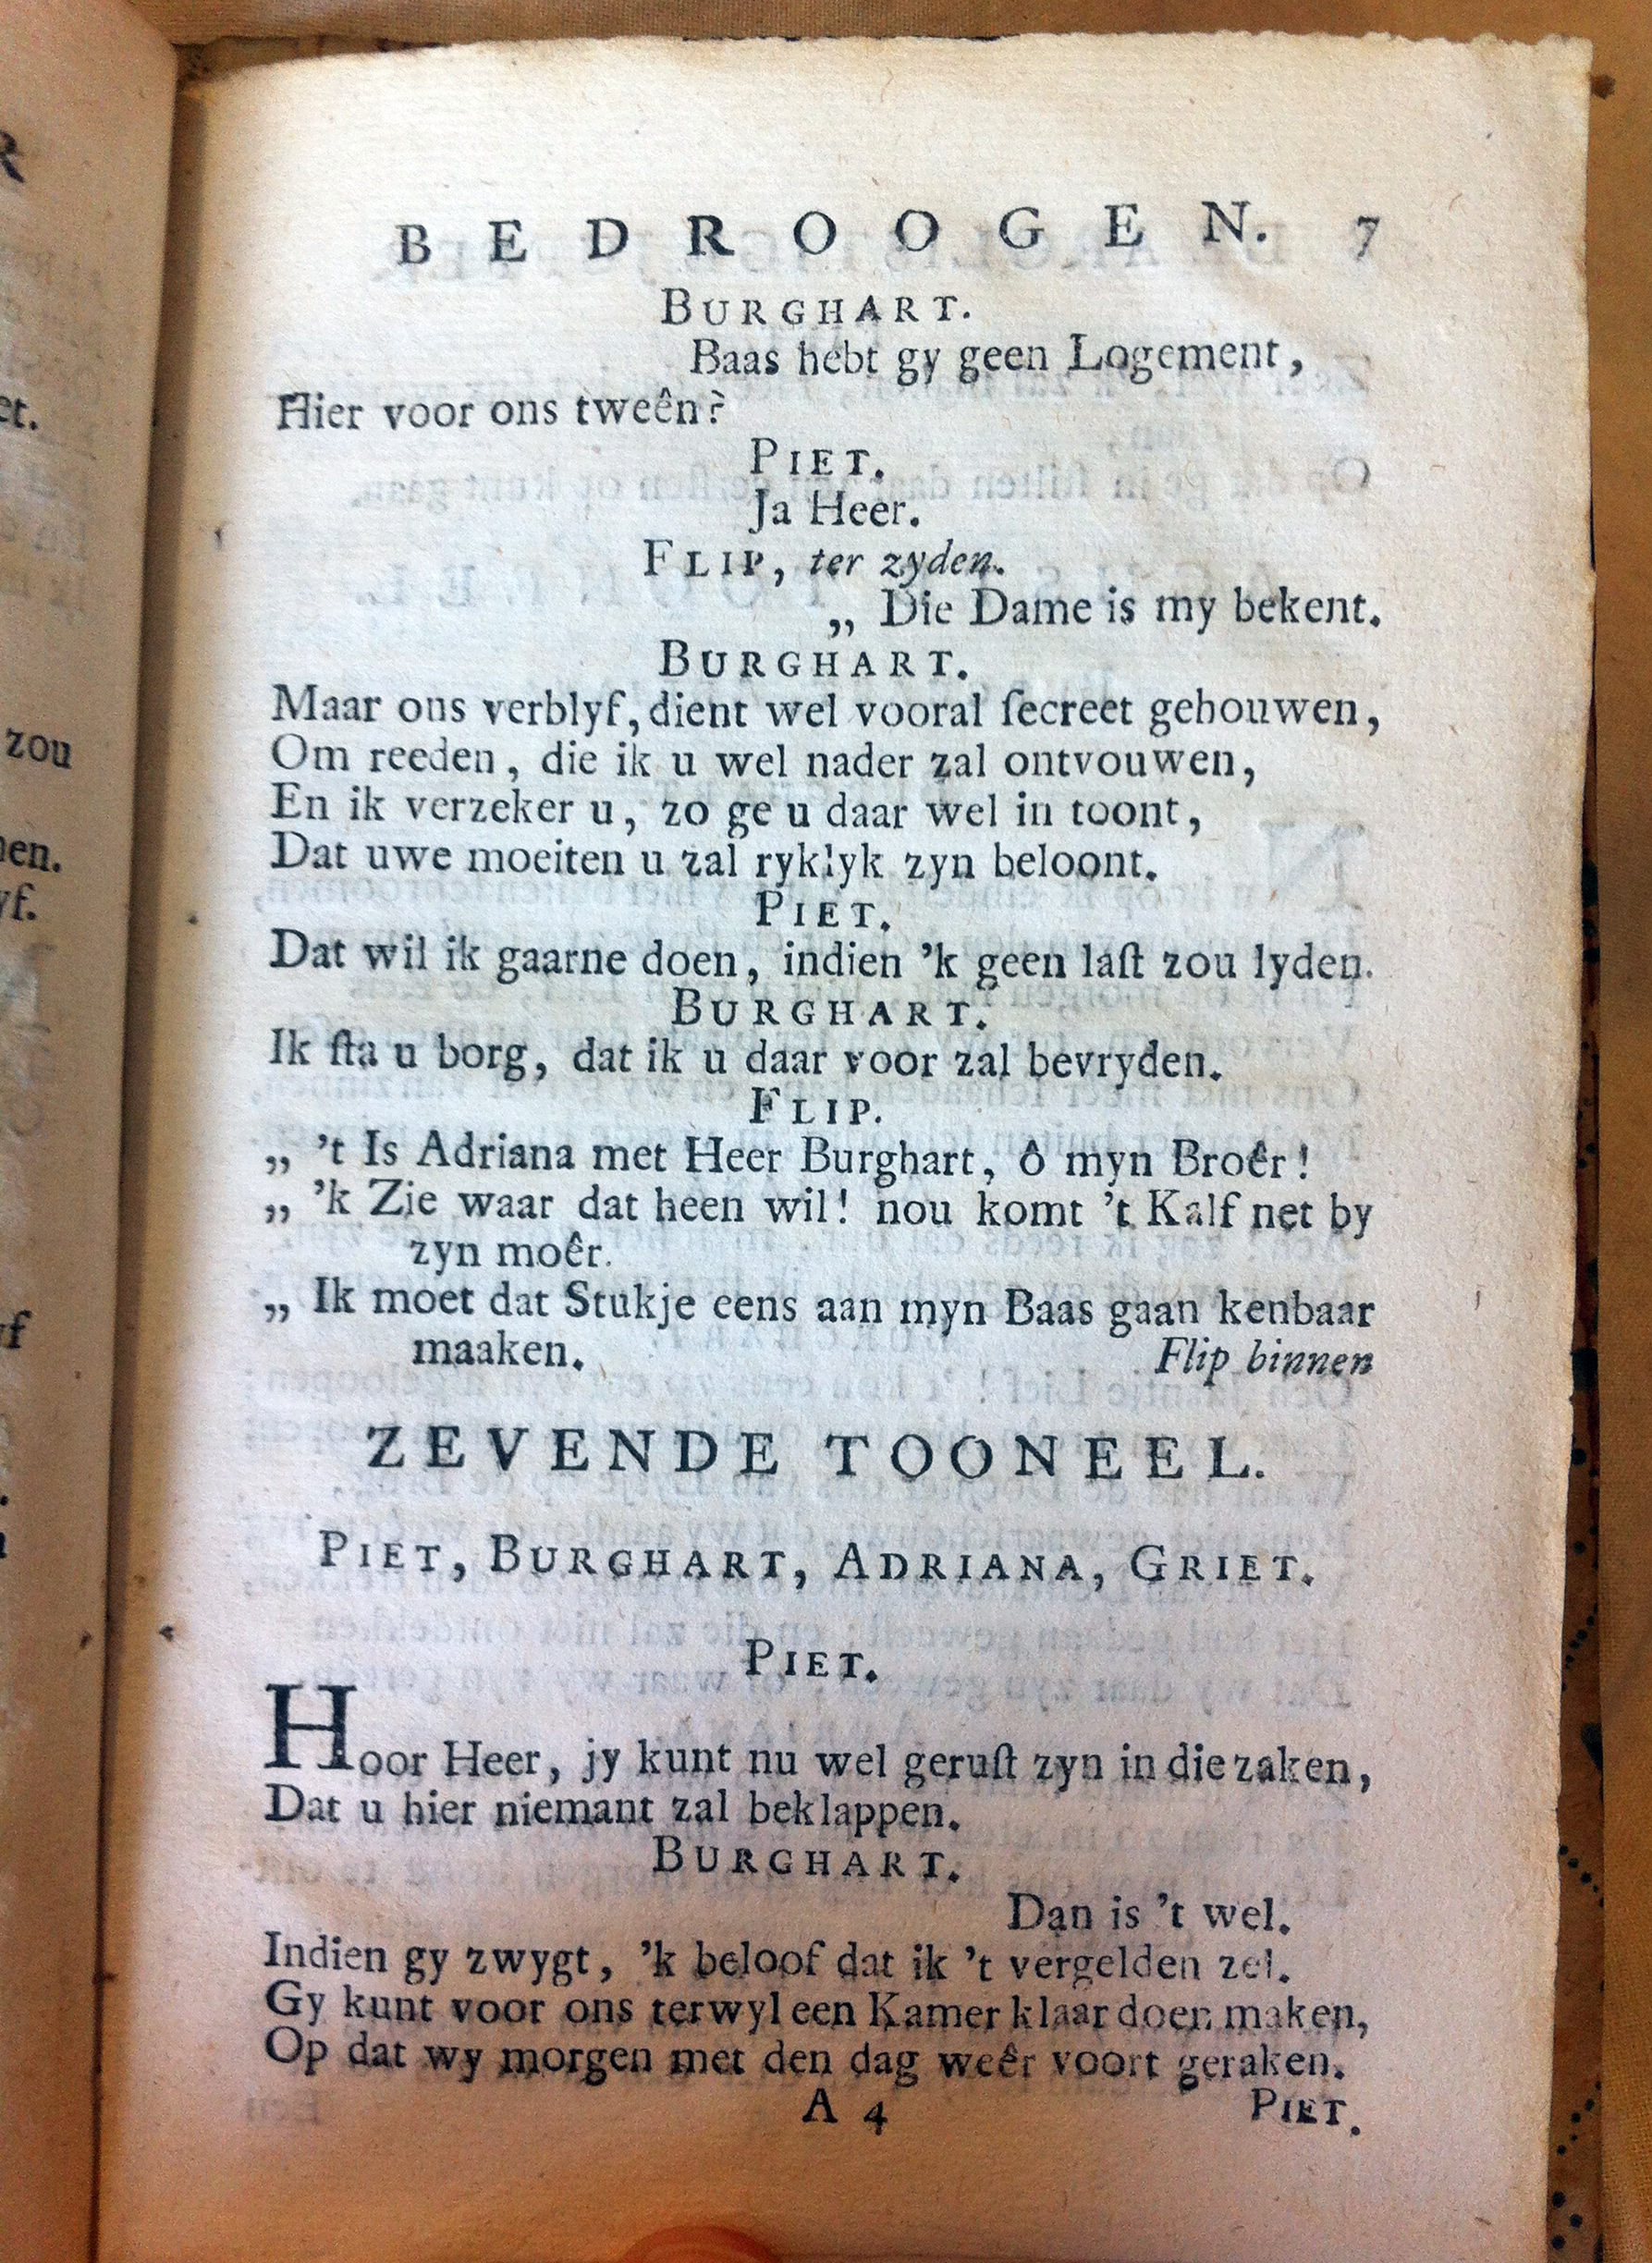 BEDROOGEN. 7
BURGHART.
Baas hebt gy geen Logement,
Hier voor ons tweên?
PIET.
Ja Heer.
FLIP, ter zyden.
„ Die Dame is my bekent.
BURGHART.
Maar ons verblyf, dient wel vooral ſecreet gehouwen,
Om reeden, die ik u wel nader zal ontvouwen,
En ik verzeker u, zo ge u daar wel in toont,
Dat uwe moeiten u zal ryklyk zyn beloont.
PIET.
Dat wil ik gaarne doen, indien 'k geen laſt zou lyden.
BURGHART.
Ik ſta u borg, dat ik u daar voor zal bevryden.
FLIP.
„ 't Is Adriana met Heer Burghart, ô myn Broêr!
„ 'k Zie waar dat heen wil! nou komt 't Kalf net by
zyn moêr.
„ Ik moet dat Stukje eens aan myn Baas gaan kenbaar
maaken. Flip binnen
ZEVENDE TOONEEL.
PIET, BURGHART, ADRIANA, GRIET.
PIET.
Hoor Heer, jy kunt nu wel geruſt zyn in die zaken,
Dat u hier niemant zal beklappen.
BURGHART.
Dan is 't wel.
Indien gy zwygt, 'k beloof dat ik 't vergelden zel.
Gy kunt voor ons terwyl een Kamer klaar doen maken,
Op dat wy morgen met den dag weêr voort geraken.
A 4 PIET.
R
et.
zou
nen.
yf.